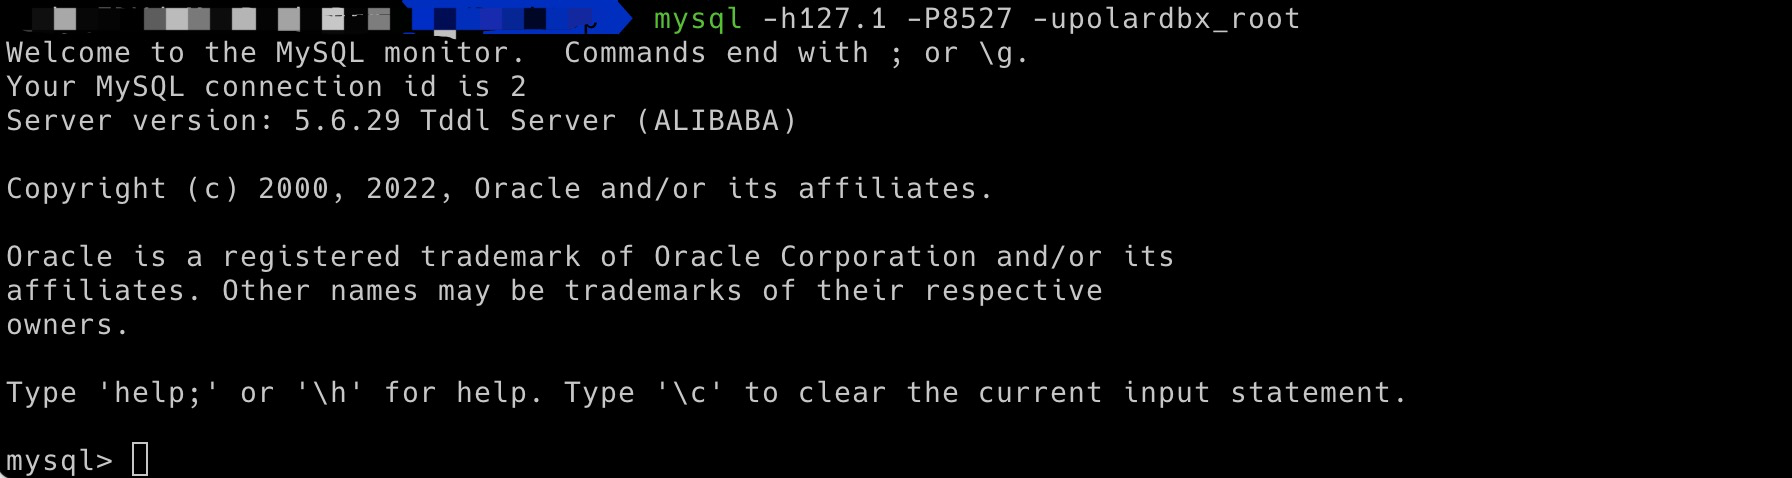 mysql -h127.1 -P8527 -upolardbx_root
Welcome to the MySQL monitor.  Commands end with ; or \g.
Your MySQL connection id is 2
Server version: 5.6.29 Tddl Server (ALIBABA)
Copyright (c) 2000, 2022, Oracle and/or its affiliates.
Oracle is a registered trademark of Oracle Corporation and/or its
affiliates. Other names may be trademarks of their respective
owners.
Type 'help;' or '\h' for help. Type '\c' to clear the current input statement.
mysql>